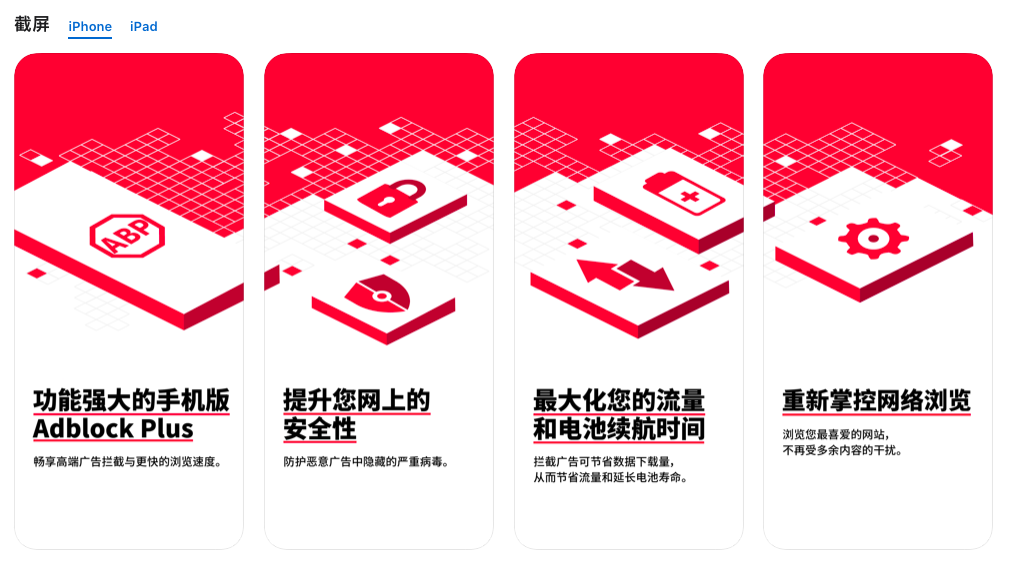 截屏 iPhone iPad
ABP
功能强大的手机版
Adblock Plus
畅享高端广告拦截与更快的浏览速度。
提升您网上的
安全性
防护恶意广告中隐藏的严重病毒。
最大化您的流量
和电池续航时间
拦截广告可节省数据下载量，
从而节省流量和延长电池寿命。
重新掌控网络浏览
浏览您最喜爱的网站，
不再受多余内容的干扰。